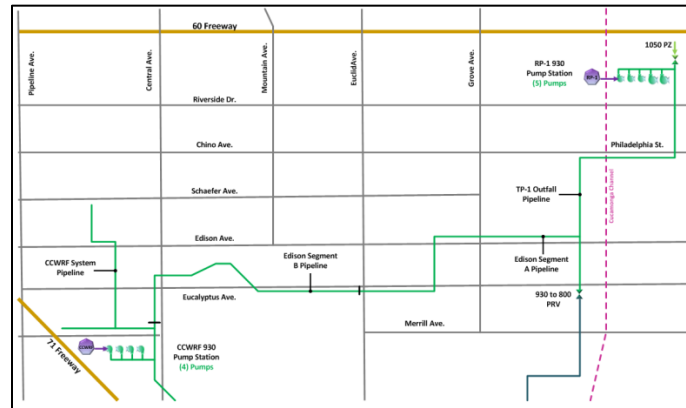 60 Freeway
Pipeline Ave.
Central Ave.
Mountain Ave.
EuclidAve.
Grove Ave.
1050 PZ
RP-1 930
Pump Station
(5) Pumps
RP-1
Riverside Dr.
Chino Ave.
Philadelphia St.
Schaefer Ave.
TP-1 Outfall
Pipeline
Cucamonga Channel
Edison Ave.
CCWRF System
Pipeline
Edison Segment
B Pipeline
Edison Segment
A Pipeline
Eucalyptus Ave.
930 to 800
PRV
Merrill Ave.
71 Freeway
CCWRF
CCWRF 930
Pump Station
(4) Pumps